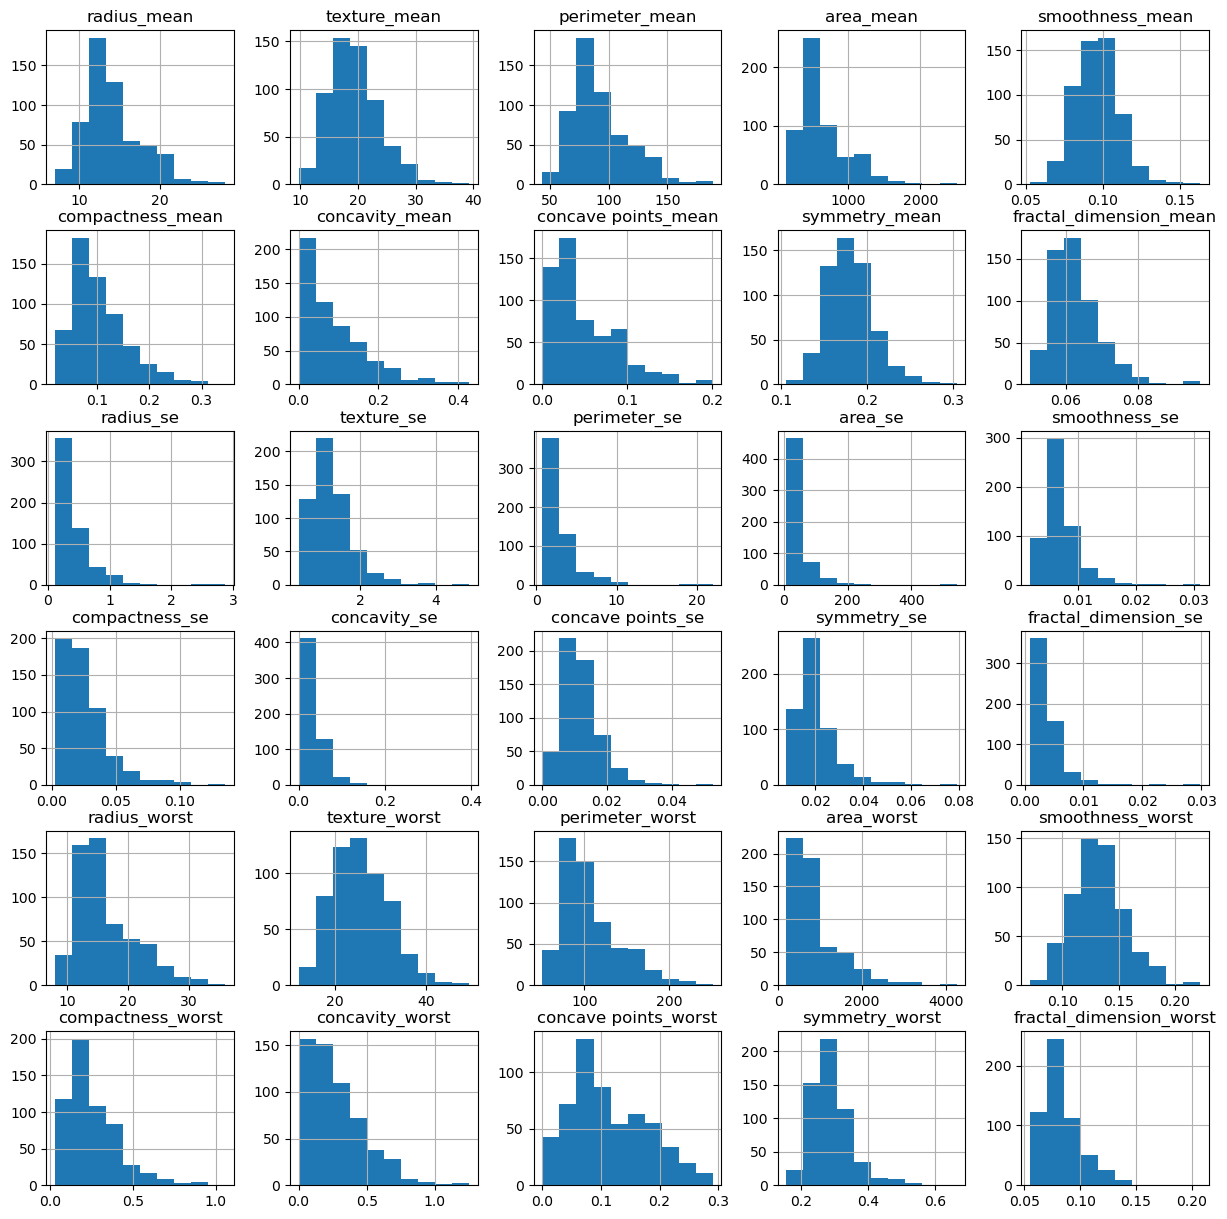 radius_mean texture_mean perimeter_mean area_mean smoothness_mean
150 100 50 0 10 20
150 100 50 0 10 20 30 40
150 100 50 0 50 100 150
200 100 0 1000 2000
150 100 50 0 0.05 0.10 0.15
compactness_mean concavity_mean concave points_mean symmetry_mean fractal_dimension_mean
150 100 50 0 0.1 0.2 0.3
200 150 100 50 0 0.0 0.2 0.4
200 150 100 50 0 0.0 0.1 0.2
150 100 50 0 0.1 0.2 0.3
150 100 50 0 0.06 0.08
radius_se texture_se perimeter_se area_se smoothness_se
300 200 100 0 0 1 2 3
200 150 100 50 0 2 4
300 200 100 0 0 10 20
400 300 200 100 0 0 200 400
300 200 100 0 0.01 0.02 0.03
compactness_se concavity_se concave points_se symmetry_se fractal_dimension_se
200 150 100 50 0 0.00 0.05 0.10
400 300 200 100 0 0.0 0.2 0.4
200 150 100 50 0 0.00 0.02 0.04
200 100 0 0.02 0.04 0.06 0.08
300 200 100 0 0.00 0.01 0.02 0.03
radius_worst texture_worst perimeter_worst area_worst smoothness_worst
150 100 50 0 10 20 30
100 50 0 20 40
150 100 50 0 100 200
200 150 100 50 0 0 2000 4000
150 100 50 0 0.10 0.15 0.20
compactness_worst concavity_worst concave points_worst symmetry_worst fractal_dimension_worst
200 150 100 50 0 0.0 0.5 1.0
150 100 50 0 0.0 0.5 1.0
100 50 0 0.0 0.1 0.2 0.3
200 150 100 50 0 0.2 0.4 0.6
200 100 0 0.05 0.10 0.15 0.20